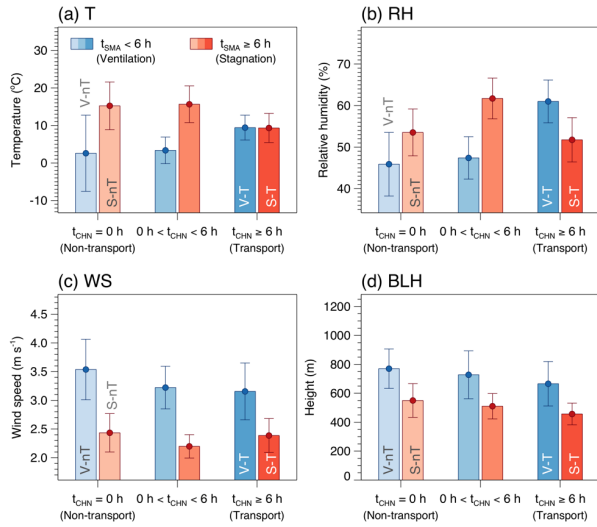 (a) T
t_SMA < 6 h
(Ventilation)
t_SMA ≥ 6 h
(Stagnation)
Temperature (°C)
30
20
10
0
-10
V-nT
S-nT
V-T
S-T
t_CHN = 0 h
(Non-transport)
0 h < t_CHN < 6 h
t_CHN ≥ 6 h
(Transport)
(b) RH
Relative humidity (%)
70
60
50
40
V-nT
S-nT
V-T
S-T
t_CHN = 0 h
(Non-transport)
0 h < t_CHN < 6 h
t_CHN ≥ 6 h
(Transport)
(c) WS
Wind speed (m s⁻¹)
4.5
4.0
3.5
3.0
2.5
2.0
V-nT
S-nT
V-T
S-T
t_CHN = 0 h
(Non-transport)
0 h < t_CHN < 6 h
t_CHN ≥ 6 h
(Transport)
(d) BLH
Height (m)
1200
1000
800
600
400
200
0
V-nT
S-nT
V-T
S-T
t_CHN = 0 h
(Non-transport)
0 h < t_CHN < 6 h
t_CHN ≥ 6 h
(Transport)